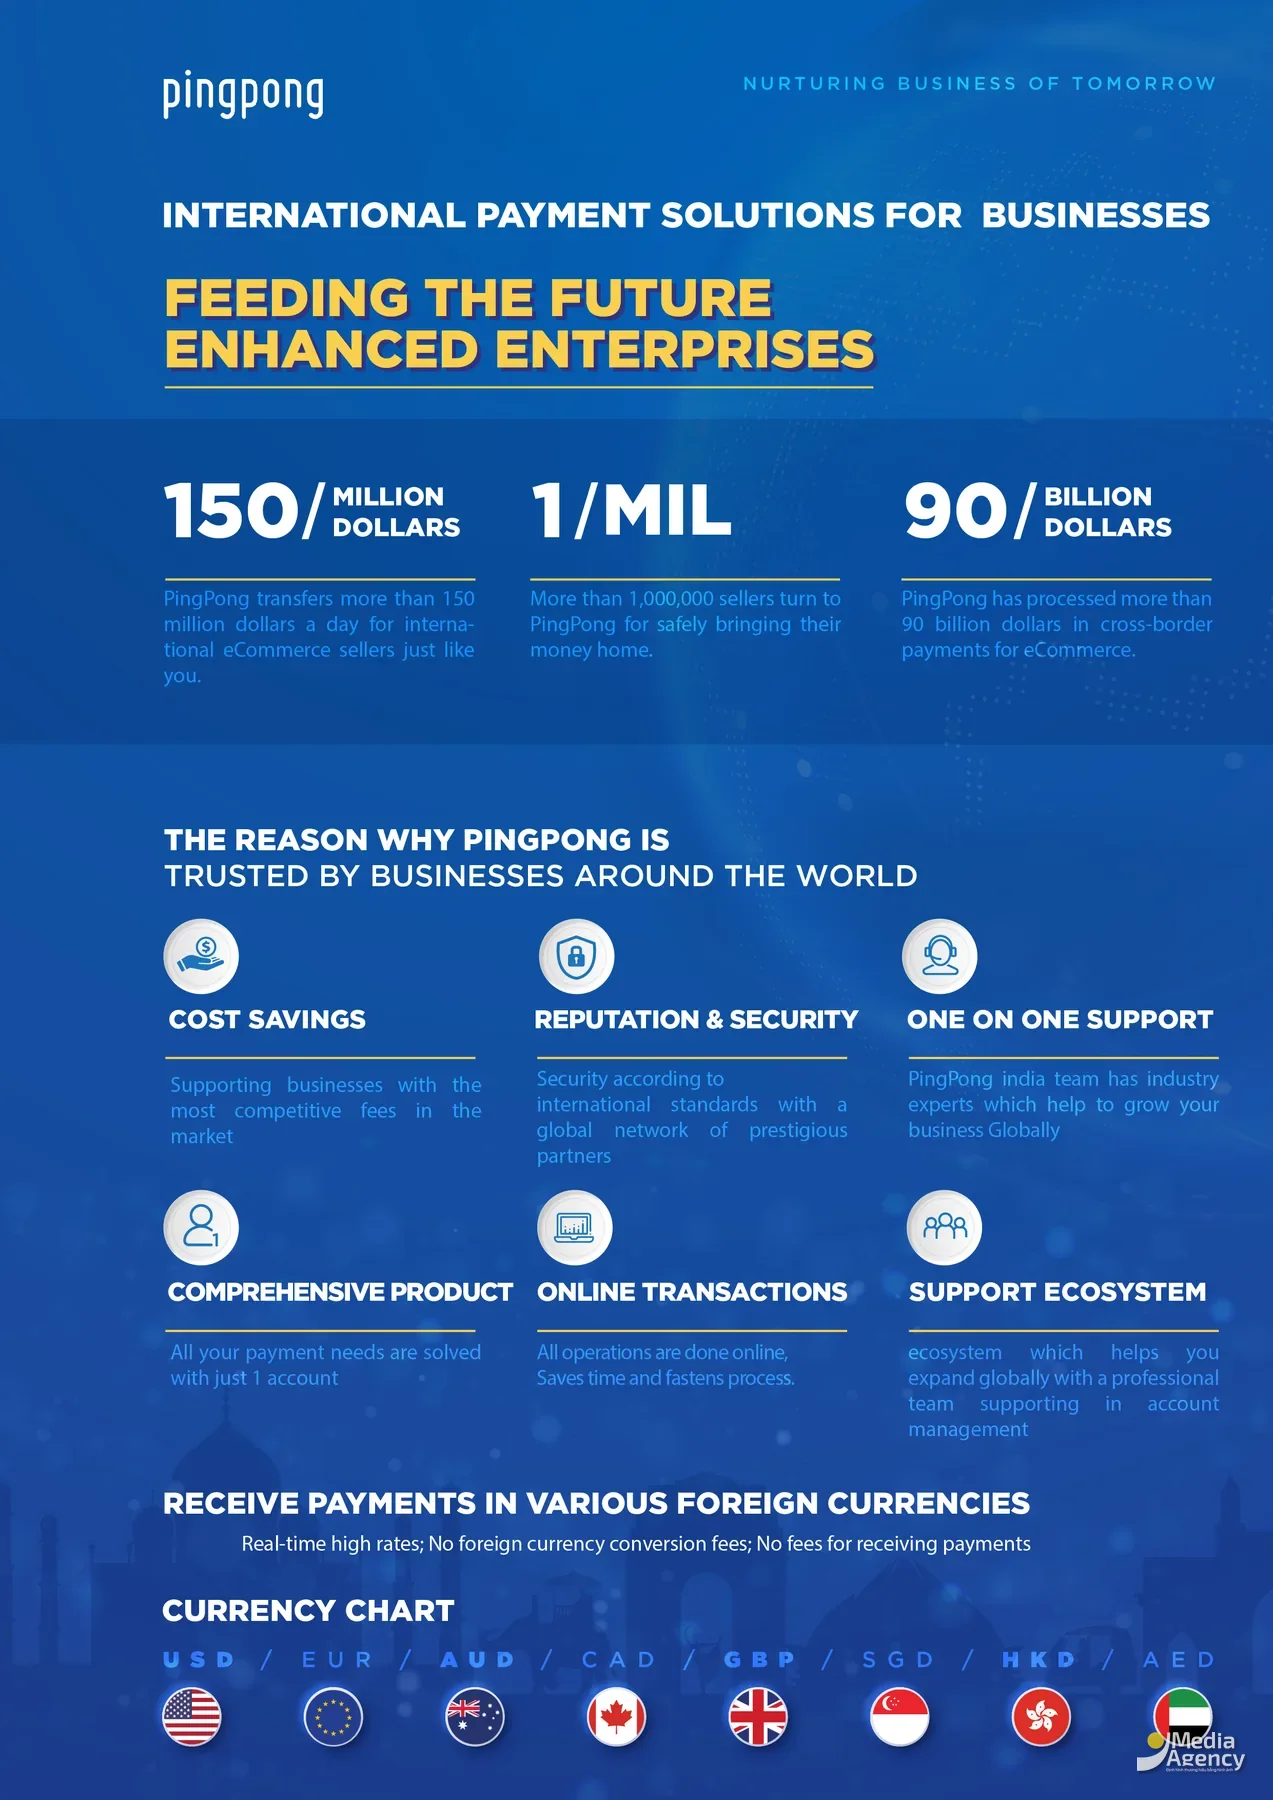 pingpong
NURTURING BUSINESS OF TOMORROW
INTERNATIONAL PAYMENT SOLUTIONS FOR BUSINESSES
FEEDING THE FUTURE
ENHANCED ENTERPRISES
150/ MILLION
DOLLARS
PingPong transfers more than 150
million dollars a day for interna-
tional eCommerce sellers just like
you.
1/MIL
More than 1,000,000 sellers turn to
PingPong for safely bringing their
money home.
90/ BILLION
DOLLARS
PingPong has processed more than
90 billion dollars in cross-border
payments for eCommerce.
THE REASON WHY PINGPONG IS
TRUSTED BY BUSINESSES AROUND THE WORLD
COST SAVINGS
Supporting businesses with the
most competitive fees in the
market
REPUTATION & SECURITY
Security according to
international standards with a
global network of prestigious
partners
ONE ON ONE SUPPORT
PingPong india team has industry
experts which help to grow your
business Globally
1
COMPREHENSIVE PRODUCT
All your payment needs are solved
with just 1 account
ONLINE TRANSACTIONS
All operations are done online,
Saves time and fastens process.
SUPPORT ECOSYSTEM
ecosystem which helps you
expand globally with a professional
team supporting in account
management
RECEIVE PAYMENTS IN VARIOUS FOREIGN CURRENCIES
Real-time high rates; No foreign currency conversion fees; No fees for receiving payments
CURRENCY CHART
USD / EUR / AUD / CAD / GBP / SGD / HKD / AED
Media
Agency